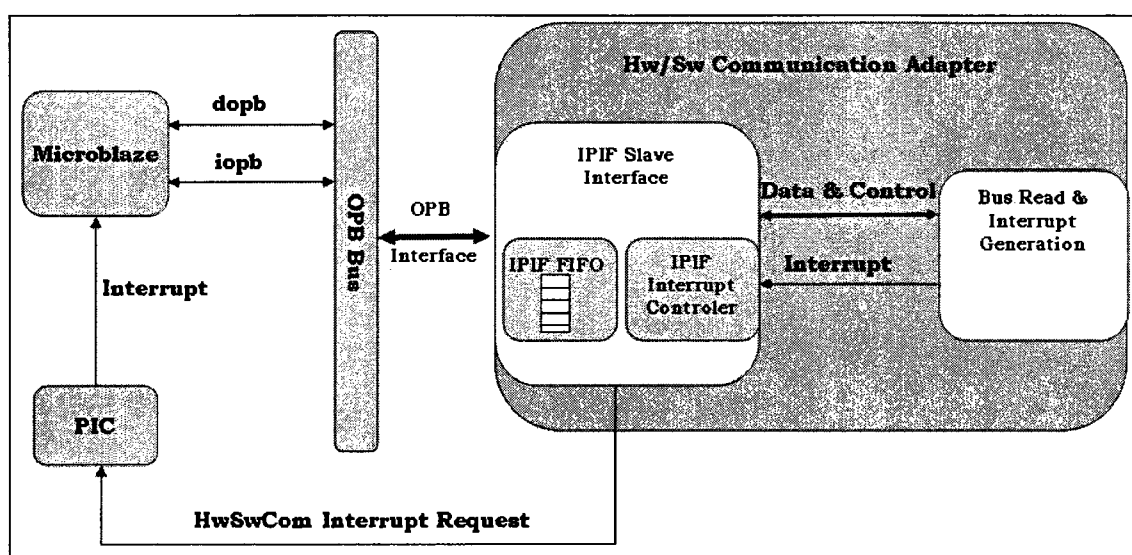 Hw/Sw Communication Adapter
dopb
Microblaze
iopb
IPIF Slave
Interface
Data & Control
Bus Read &
Interrupt
Generation
OPB Bus
OPB
Interface
IPIF FIFO
IPIF
Interrupt
Controler
Interrupt
Interrupt
PIC
HwSwCom Interrupt Request